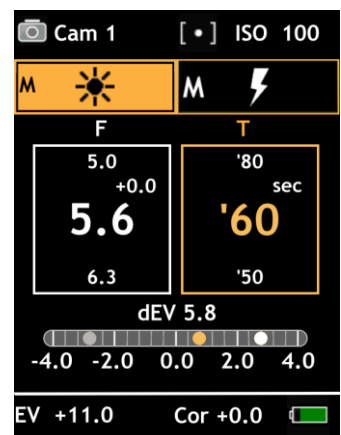 Cam 1 [•] ISO 100
M M
F T
5.0 '80
+0.0 sec
5.6 '60
6.3 '50
dEV 5.8
-4.0 -2.0 0.0 2.0 4.0
EV +11.0 Cor +0.0